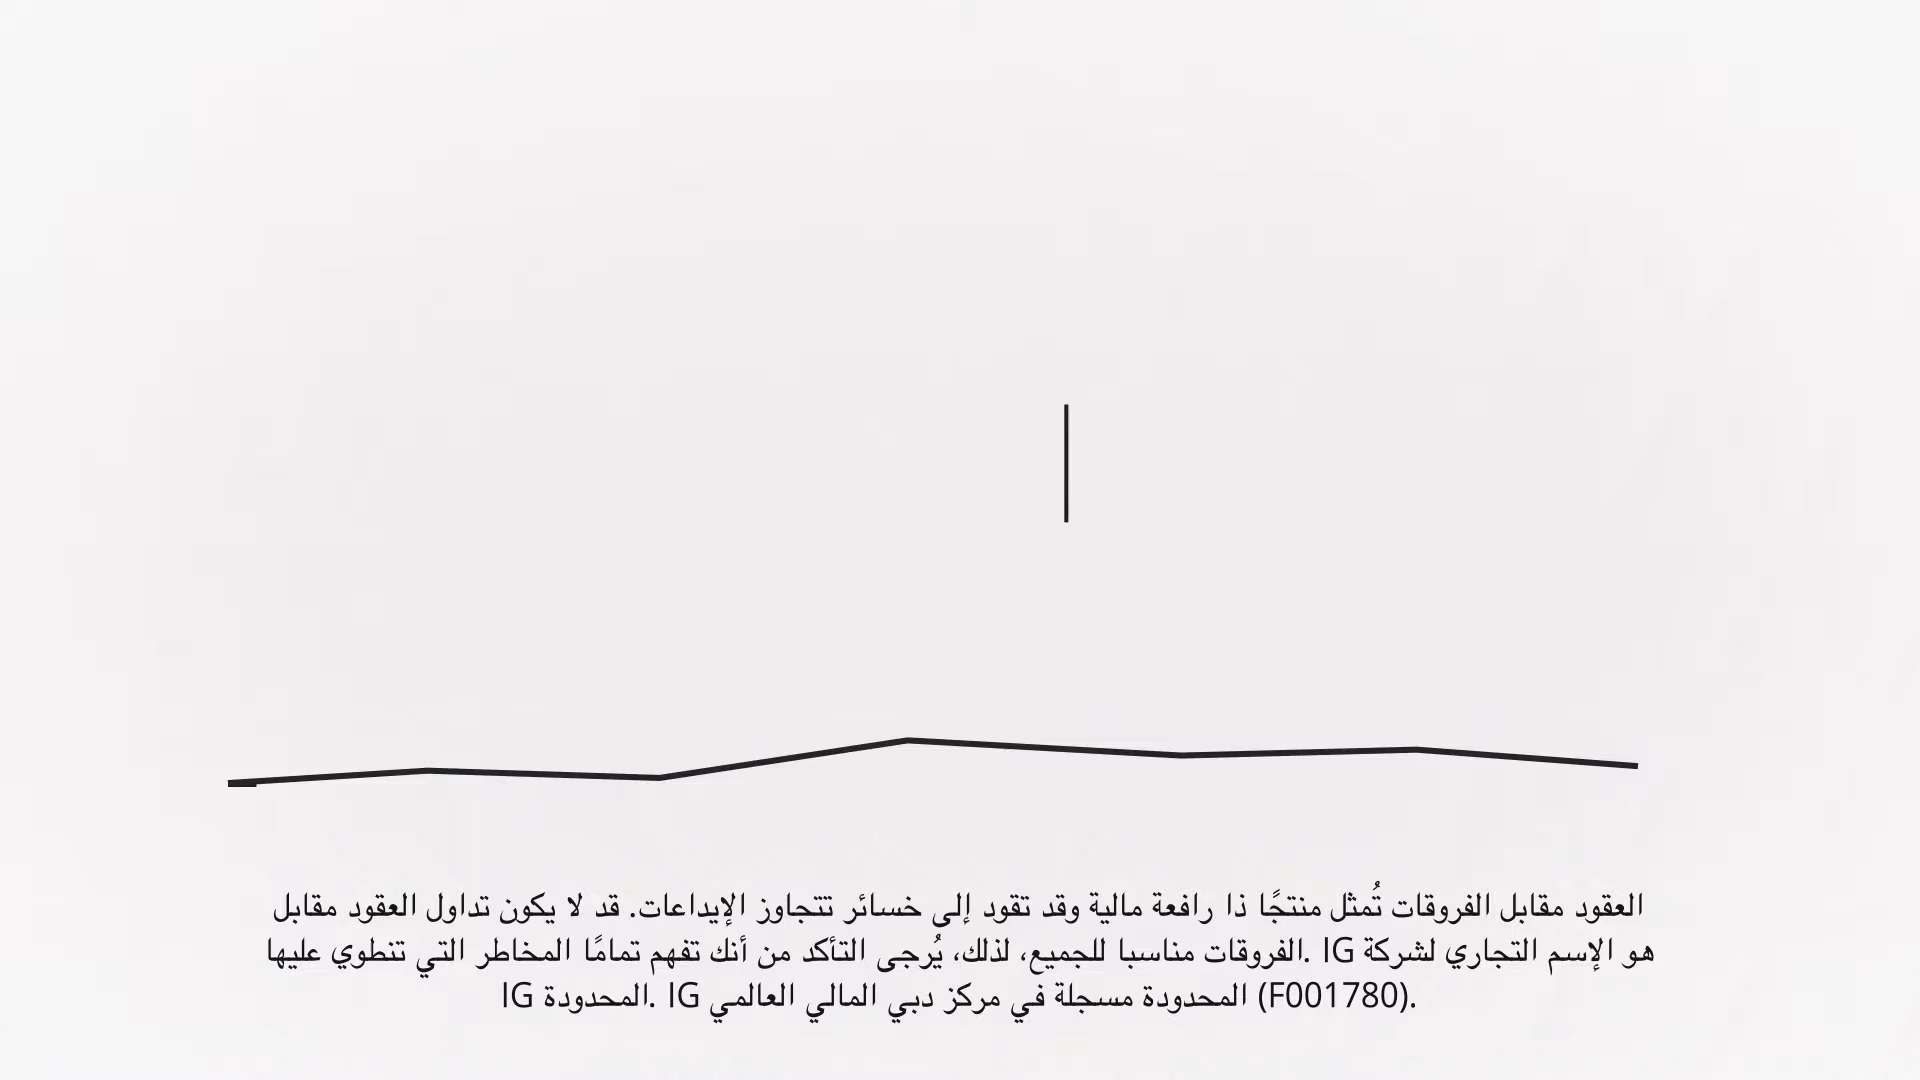 العقود مقابل الفروقات تُمثل منتجًا ذا رافعة مالية وقد تقود إلى خسائر تتجاوز الإيداعات. قد لا يكون تداول العقود مقابل
هو الإسم التجاري لشركة IG .الفروقات مناسبا للجميع، لذلك، يُرجى التأكد من أنك تفهم تمامًا المخاطر التي تنطوي عليها
.(F001780) المحدودة مسجلة في مركز دبي المالي العالمي IG .المحدودة IG